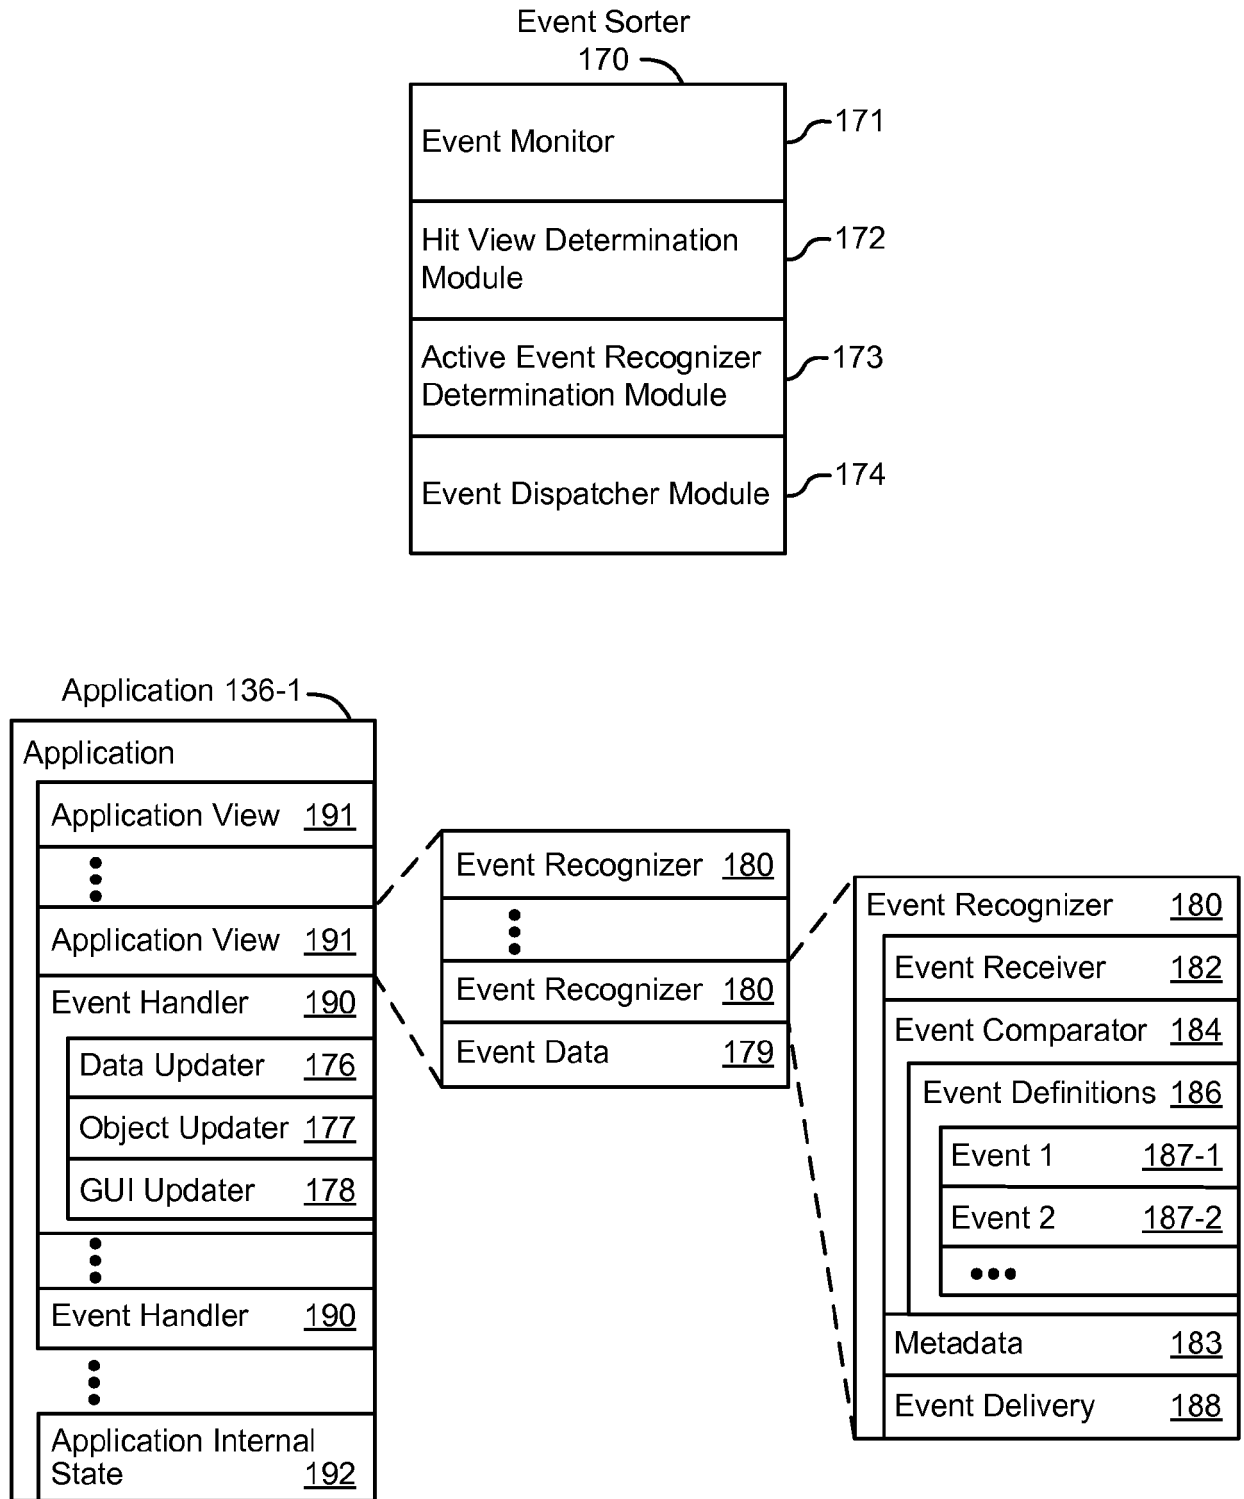 Event Sorter
170
Event Monitor
171
Hit View Determination
Module
172
Active Event Recognizer
Determination Module
173
Event Dispatcher Module
174
Application 136-1
Application
Application View 191
Application View 191
Event Handler 190
Data Updater 176
Object Updater 177
GUI Updater 178
Event Handler 190
Application Internal
State 192
Event Recognizer 180
Event Recognizer 180
Event Data 179
Event Recognizer 180
Event Receiver 182
Event Comparator 184
Event Definitions 186
Event 1 187-1
Event 2 187-2
Metadata 183
Event Delivery 188